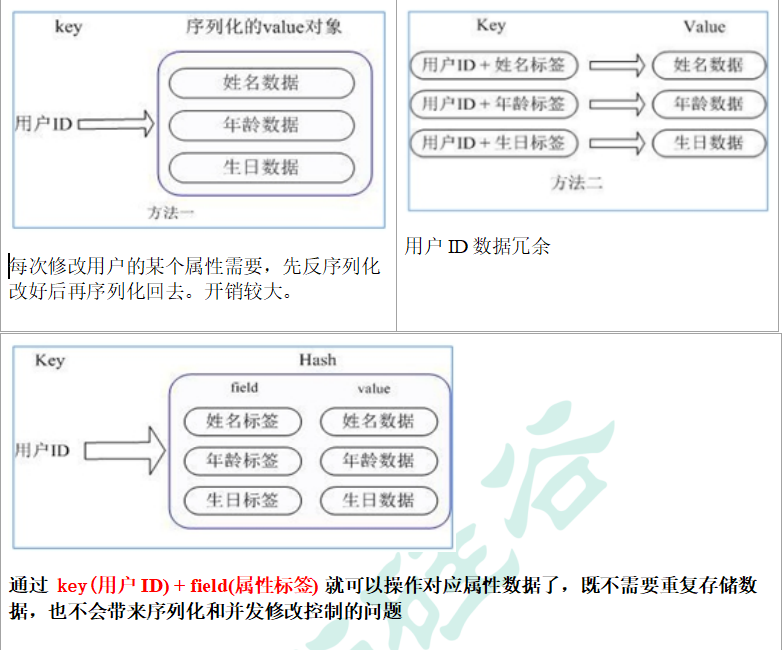 key 序列化的value对象
姓名数据
用户ID
年龄数据
生日数据
方法一
每次修改用户的某个属性需要，先反序列化
改好后再序列化回去。开销较大。
Key Value
用户ID + 姓名标签 姓名数据
用户ID + 年龄标签 年龄数据
用户ID + 生日标签 生日数据
方法二
用户 ID 数据冗余
Key Hash
field value
姓名标签 姓名数据
用户ID
年龄标签 年龄数据
生日标签 生日数据
通过 key(用户 ID) + field(属性标签) 就可以操作对应属性数据了，既不需要重复存储数
据，也不会带来序列化和并发修改控制的问题
硅谷